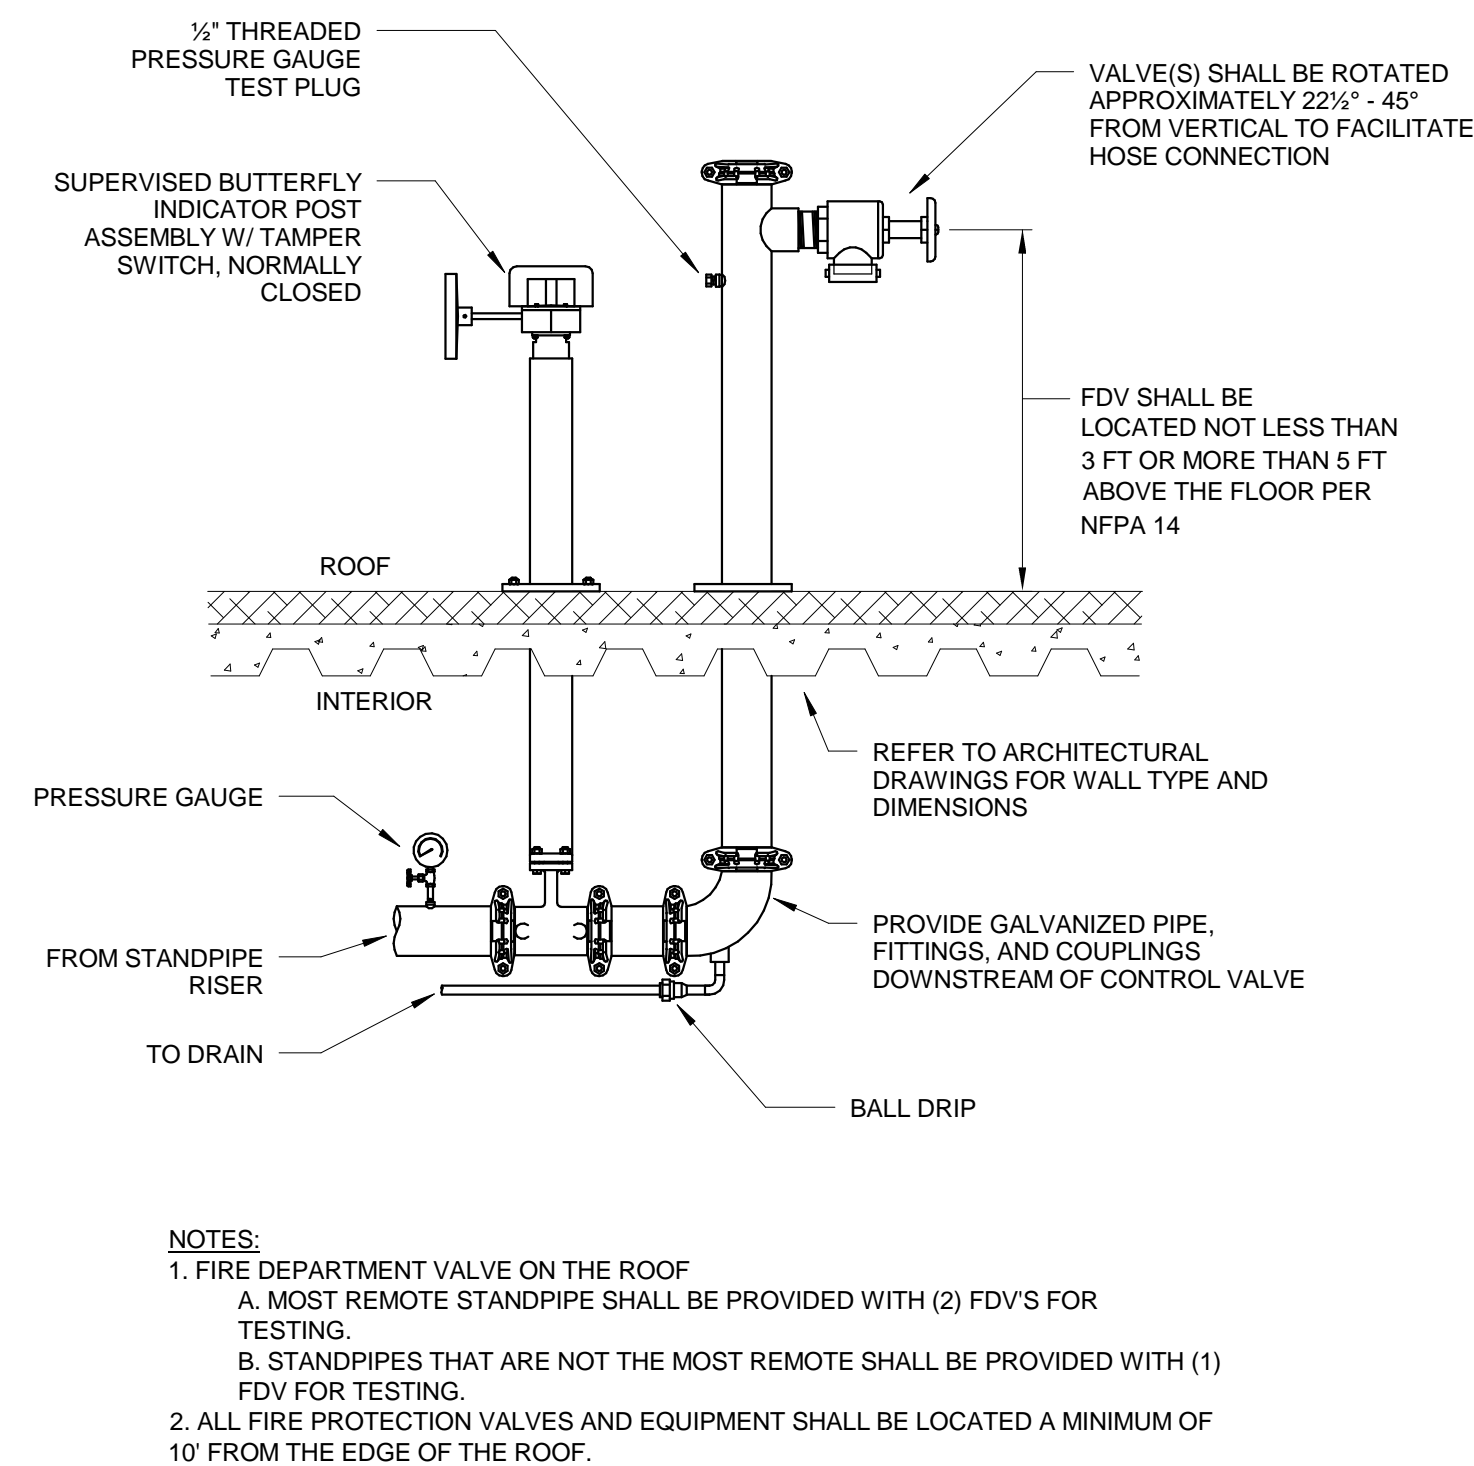 ½" THREADED
PRESSURE GAUGE
TEST PLUG
VALVE(S) SHALL BE ROTATED
APPROXIMATELY 22½° - 45°
FROM VERTICAL TO FACILITATE
HOSE CONNECTION
SUPERVISED BUTTERFLY
INDICATOR POST
ASSEMBLY W/ TAMPER
SWITCH, NORMALLY
CLOSED
FDV SHALL BE
LOCATED NOT LESS THAN
3 FT OR MORE THAN 5 FT
ABOVE THE FLOOR PER
NFPA 14
ROOF
INTERIOR
REFER TO ARCHITECTURAL
DRAWINGS FOR WALL TYPE AND
DIMENSIONS
PRESSURE GAUGE
PROVIDE GALVANIZED PIPE,
FITTINGS, AND COUPLINGS
DOWNSTREAM OF CONTROL VALVE
FROM STANDPIPE
RISER
TO DRAIN
BALL DRIP
NOTES:
1. FIRE DEPARTMENT VALVE ON THE ROOF
A. MOST REMOTE STANDPIPE SHALL BE PROVIDED WITH (2) FDV'S FOR
TESTING.
B. STANDPIPES THAT ARE NOT THE MOST REMOTE SHALL BE PROVIDED WITH (1)
FDV FOR TESTING.
2. ALL FIRE PROTECTION VALVES AND EQUIPMENT SHALL BE LOCATED A MINIMUM OF
10' FROM THE EDGE OF THE ROOF.